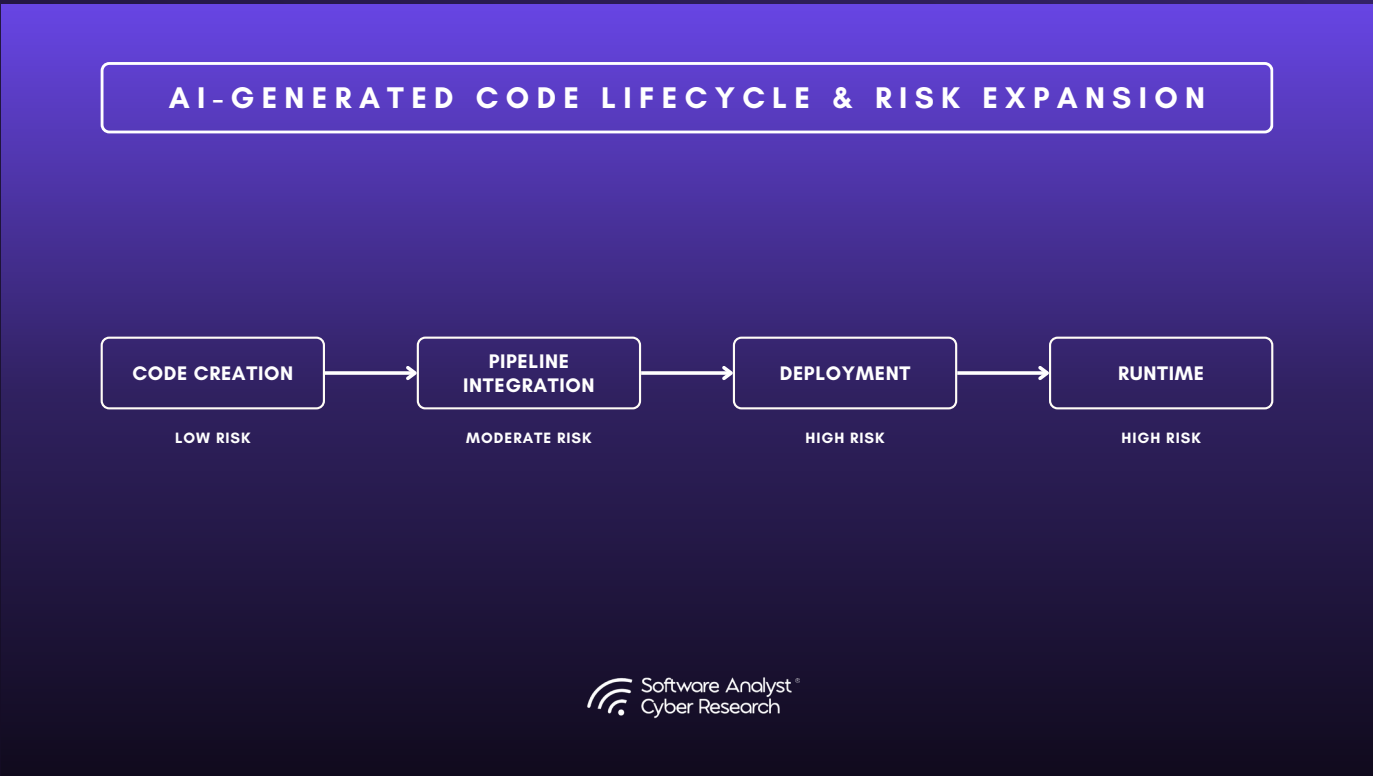 AI-GENERATED CODE LIFECYCLE & RISK EXPANSION
CODE CREATION
LOW RISK
PIPELINE
INTEGRATION
MODERATE RISK
DEPLOYMENT
HIGH RISK
RUNTIME
HIGH RISK
Software Analyst®
Cyber Research